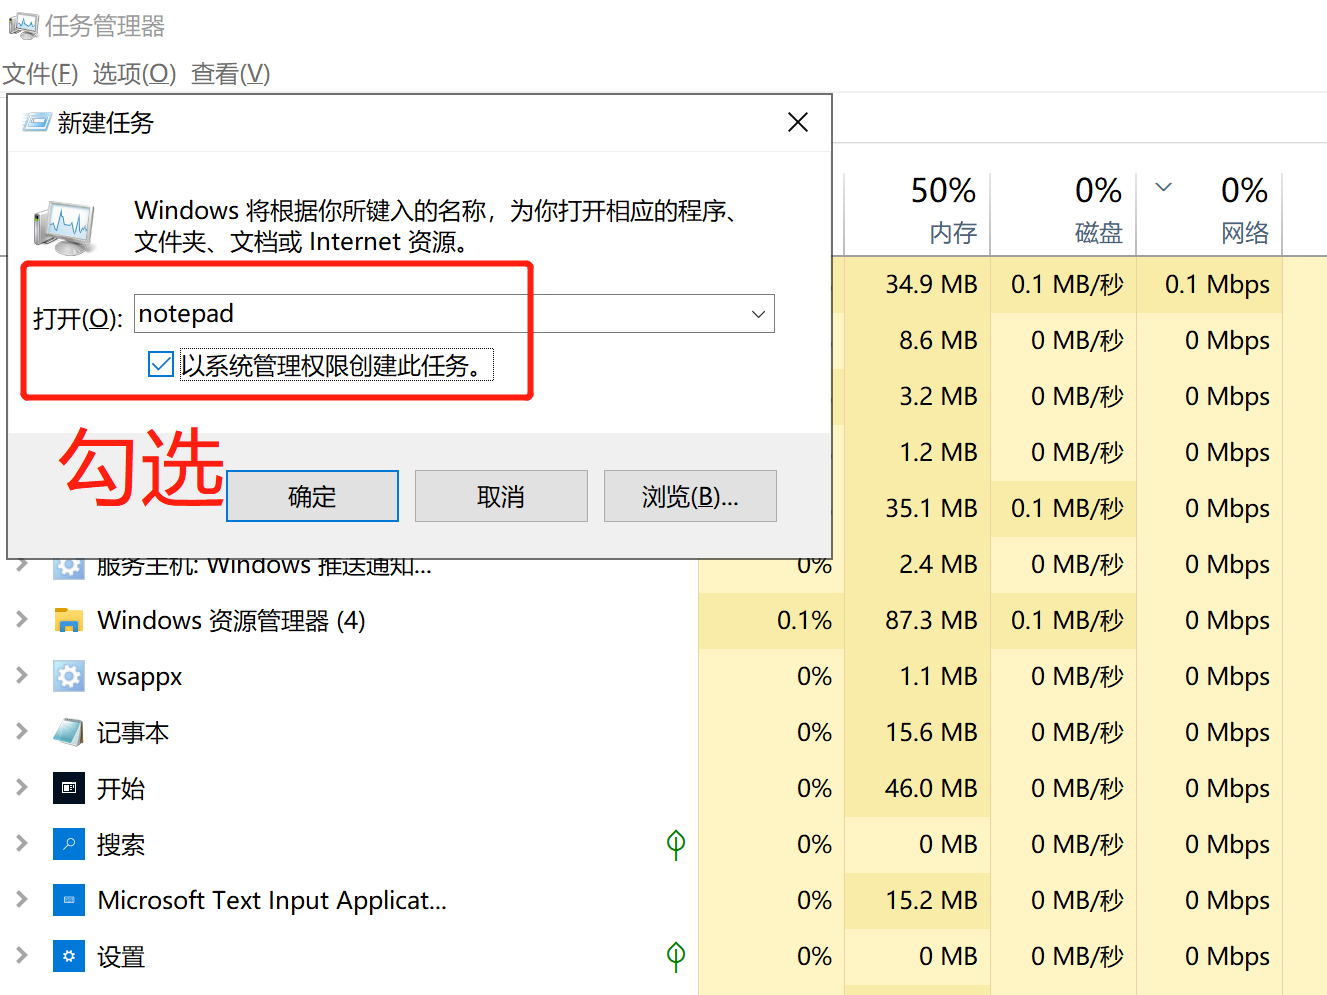 任务管理器
文件(F) 选项(O) 查看(V)
新建任务
Windows 将根据你所键入的名称，为你打开相应的程序、
文件夹、文档或 Internet 资源。
打开(O): notepad
以系统管理权限创建此任务。
勾选
确定 取消 浏览(B)...
50% 0% 0%
内存 磁盘 网络
34.9 MB 0.1 MB/秒 0.1 Mbps
8.6 MB 0 MB/秒 0 Mbps
3.2 MB 0 MB/秒 0 Mbps
1.2 MB 0 MB/秒 0 Mbps
35.1 MB 0.1 MB/秒 0 Mbps
服务主机: Windows 推送通知... 0% 2.4 MB 0 MB/秒 0 Mbps
Windows 资源管理器 (4) 0.1% 87.3 MB 0.1 MB/秒 0 Mbps
wsappx 0% 1.1 MB 0 MB/秒 0 Mbps
记事本 0% 15.6 MB 0 MB/秒 0 Mbps
开始 0% 46.0 MB 0 MB/秒 0 Mbps
搜索 0% 0 MB 0 MB/秒 0 Mbps
Microsoft Text Input Applicat... 0% 15.2 MB 0 MB/秒 0 Mbps
设置 0% 0 MB 0 MB/秒 0 Mbps